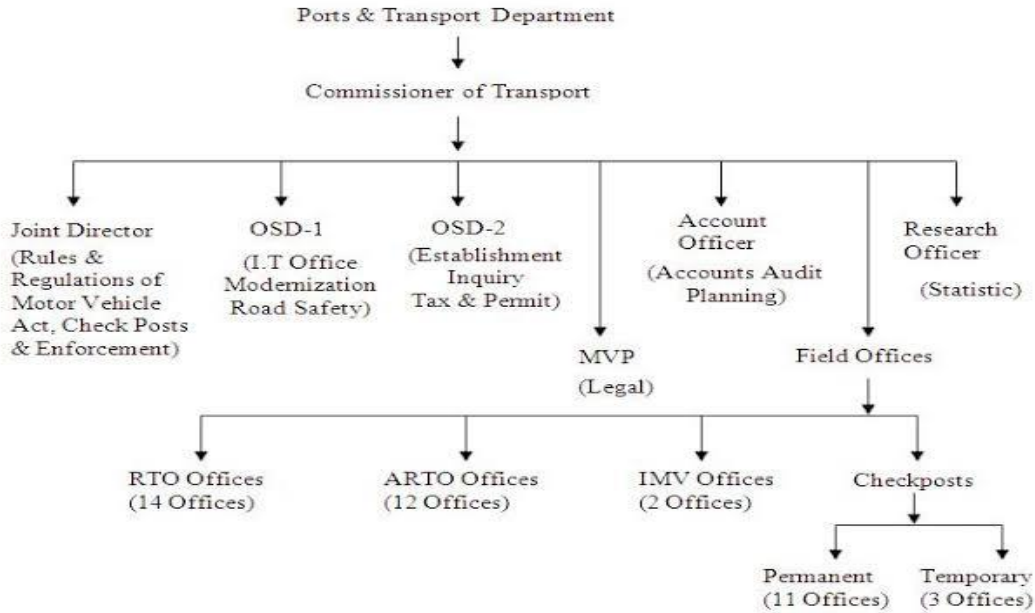 Ports & Transport Department
Commissioner of Transport
Joint Director
(Rules &
Regulations of
Motor Vehicle
Act, Check Posts
& Enforcement)
OSD-1
(I.T Office
Modernization
Road Safety)
OSD-2
(Establishment
Inquiry
Tax & Permit)
MVP
(Legal)
Account
Officer
(Accounts Audit
Planning)
Field Offices
Research
Officer
(Statistic)
RTO Offices
(14 Offices)
ARTO Offices
(12 Offices)
IMV Offices
(2 Offices)
Checkposts
Permanent
(11 Offices)
Temporary
(3 Offices)